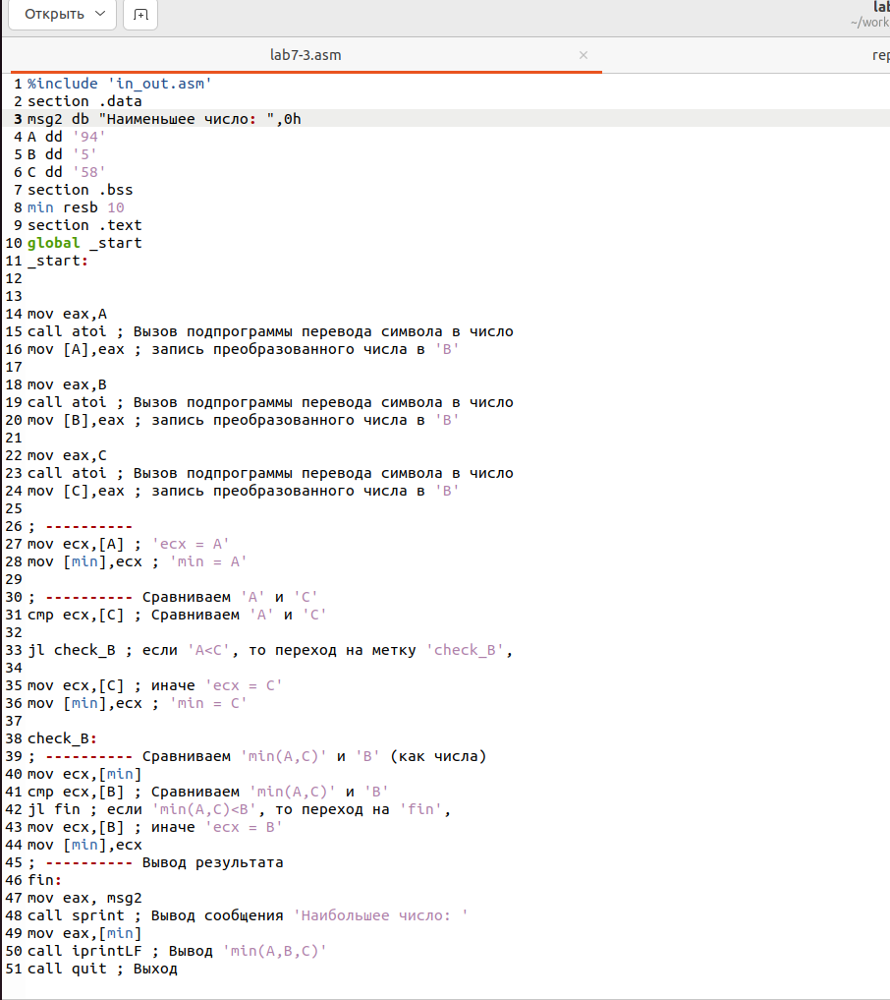 Открыть
lab
~/work
lab7-3.asm
rep
1 %include 'in_out.asm'
2 section .data
3 msg2 db "Наименьшее число: ",0h
4 A dd '94'
5 B dd '5'
6 C dd '58'
7 section .bss
8 min resb 10
9 section .text
10 global _start
11 _start:
12
13
14 mov eax,A
15 call atoi ; Вызов подпрограммы перевода символа в число
16 mov [A],eax ; запись преобразованного числа в 'B'
17
18 mov eax,B
19 call atoi ; Вызов подпрограммы перевода символа в число
20 mov [B],eax ; запись преобразованного числа в 'B'
21
22 mov eax,C
23 call atoi ; Вызов подпрограммы перевода символа в число
24 mov [C],eax ; запись преобразованного числа в 'B'
25
26 ; ----------
27 mov ecx,[A] ; 'ecx = A'
28 mov [min],ecx ; 'min = A'
29
30 ; ---------- Сравниваем 'A' и 'C'
31 cmp ecx,[C] ; Сравниваем 'A' и 'C'
32
33 jl check_B ; если 'A<C', то переход на метку 'check_B',
34
35 mov ecx,[C] ; иначе 'ecx = C'
36 mov [min],ecx ; 'min = C'
37
38 check_B:
39 ; ---------- Сравниваем 'min(A,C)' и 'B' (как числа)
40 mov ecx,[min]
41 cmp ecx,[B] ; Сравниваем 'min(A,C)' и 'B'
42 jl fin ; если 'min(A,C)<B', то переход на 'fin',
43 mov ecx,[B] ; иначе 'ecx = B'
44 mov [min],ecx
45 ; ---------- Вывод результата
46 fin:
47 mov eax, msg2
48 call sprint ; Вывод сообщения 'Наибольшее число: '
49 mov eax,[min]
50 call iprintLF ; Вывод 'min(A,B,C)'
51 call quit ; Выход